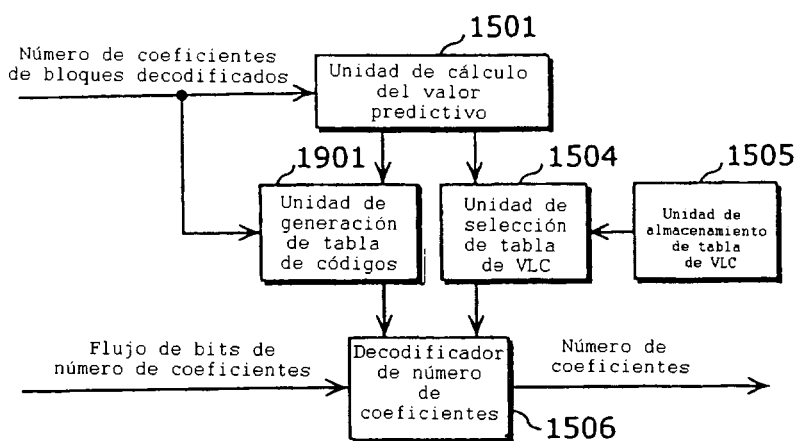 1501
Número de coeficientes
de bloques decodificados
Unidad de cálculo
del valor
predictivo
1901
1504
1505
Unidad de
generación
de tabla
de códigos
Unidad de
selección
de tabla
de VLC
Unidad de
almacenamiento
de tabla
de VLC
Flujo de bits de
número de coeficientes
Decodificador
de número
de
coeficientes
Número de
coeficientes
1506